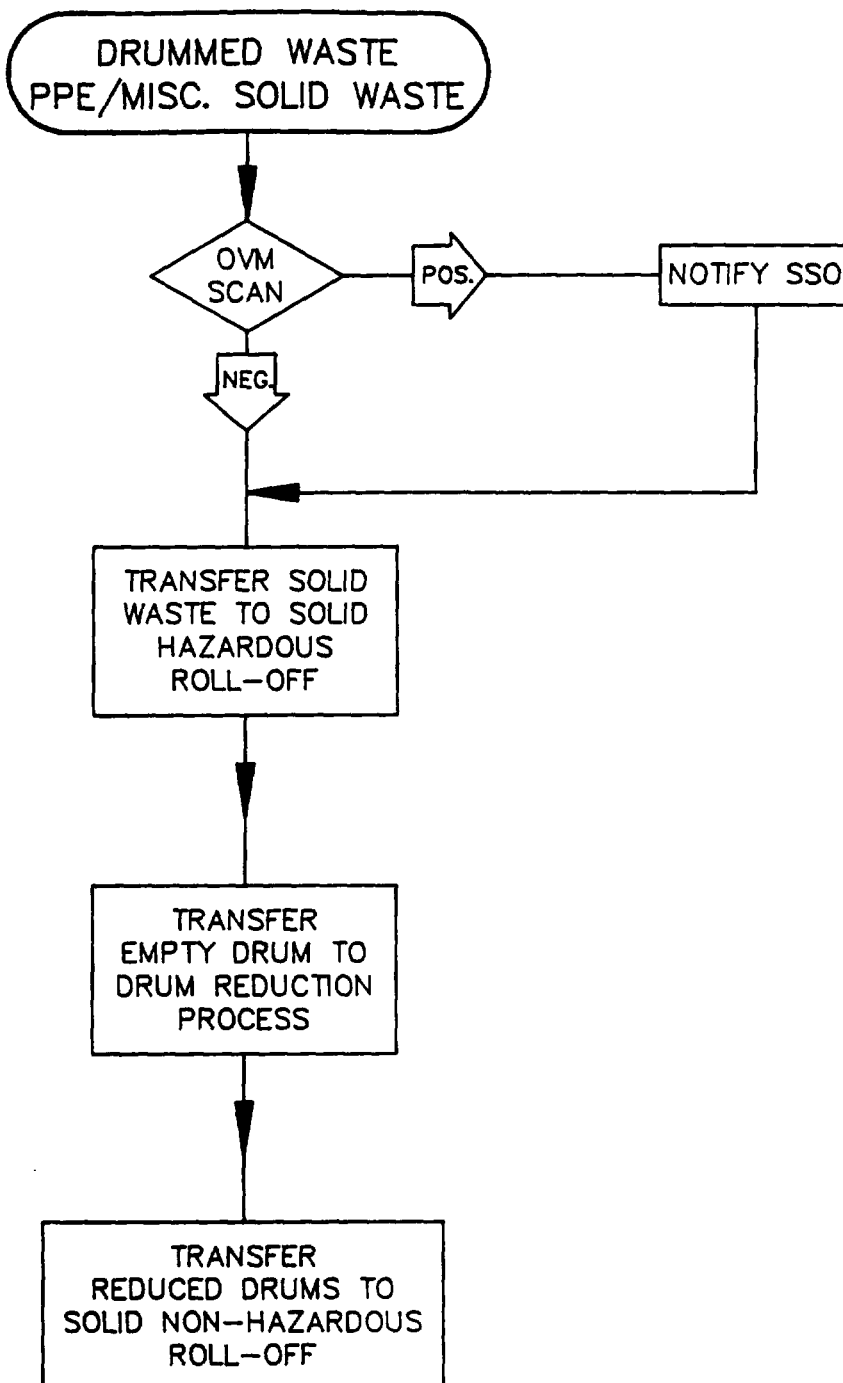 DRUMMED WASTE
PPE/MISC. SOLID WASTE
OVM
SCAN
POS.
NOTIFY SSO
NEG.
TRANSFER SOLID
WASTE TO SOLID
HAZARDOUS
ROLL-OFF
TRANSFER
EMPTY DRUM TO
DRUM REDUCTION
PROCESS
TRANSFER
REDUCED DRUMS TO
SOLID NON-HAZARDOUS
ROLL-OFF